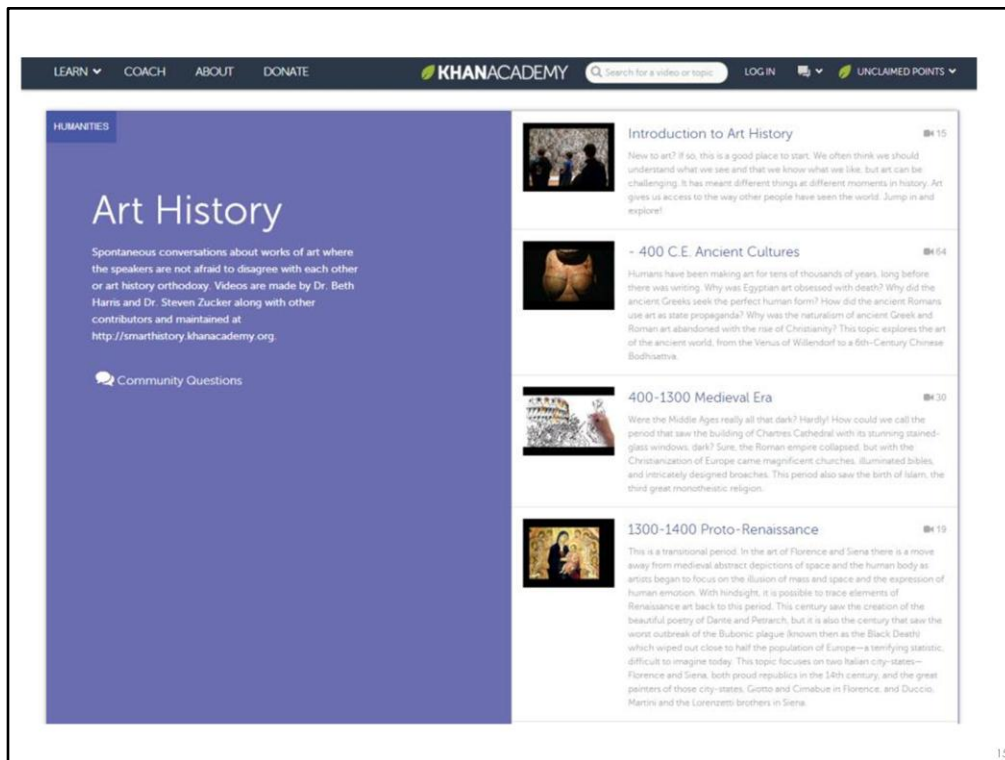 LEARN COACH ABOUT DONATE KHANACADEMY Search for a video or topic LOG IN UNCLAIMED POINTS
HUMANITIES
Art History
Spontaneous conversations about works of art where
the speakers are not afraid to disagree with each other
or art history orthodoxy. Videos are made by Dr. Beth
Harris and Dr. Steven Zucker along with other
contributors and maintained at
http://smarthistory.khanacademy.org.
Community Questions
Introduction to Art History 15
New to art? If so, this is a good place to start. We often think we should
understand what we see and that we know what we like, but art can be
challenging. It has meant different things at different moments in history. Art
gives us access to the way other people have seen the world. Jump in and
explore!
- 400 C.E. Ancient Cultures 64
Humans have been making art for tens of thousands of years, long before
there was writing. Why was Egyptian art obsessed with death? Why did the
ancient Greeks seek the perfect human form? How did the ancient Romans
use art as state propaganda? Why was the naturalism of ancient Greek and
Roman art abandoned with the rise of Christianity? This topic explores the art
of the ancient world, from the Venus of Willendorf to a 6th-Century Chinese
Bodhisattva.
400-1300 Medieval Era 30
Were the Middle Ages really all that dark? Hardly! How could we call the
period that saw the building of Chartres Cathedral with its stunning stained-
glass windows, dark? Sure, the Roman empire collapsed, but with the
Christianization of Europe came magnificent churches, illuminated bibles,
and intricately designed broaches. This period also saw the birth of Islam, the
third great monotheistic religion.
1300-1400 Proto-Renaissance 19
This is a transitional period. In the art of Florence and Siena there is a move
away from medieval abstract depictions of space and the human body as
artists began to focus on the illusion of mass and space and the expression of
human emotion. With hindsight, it is possible to trace elements of
Renaissance art back to this period. This century saw the creation of the
beautiful poetry of Dante and Petrarch, but it is also the century that saw the
worst outbreak of the Bubonic plague (known then as the Black Death)
which wiped out close to half the population of Europe—a terrifying statistic,
difficult to imagine today. This topic focuses on two Italian city-states—
Florence and Siena, both proud republics in the 14th century, and the great
painters of those city-states, Giotto and Cimabue in Florence, and Duccio,
Martini and the Lorenzetti brothers in Siena.
15